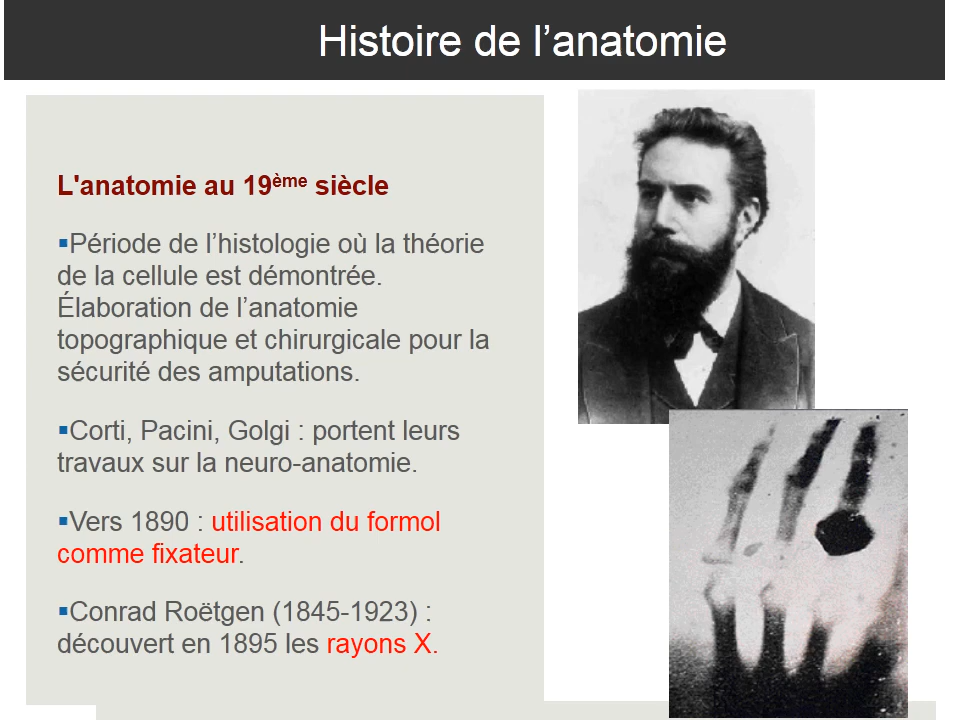 Histoire de l’anatomie
L'anatomie au 19ème siècle
▪Période de l’histologie où la théorie
de la cellule est démontrée.
Élaboration de l’anatomie
topographique et chirurgicale pour la
sécurité des amputations.
▪Corti, Pacini, Golgi : portent leurs
travaux sur la neuro-anatomie.
▪Vers 1890 : utilisation du formol
comme fixateur.
▪Conrad Roëtgen (1845-1923) :
découvert en 1895 les rayons X.